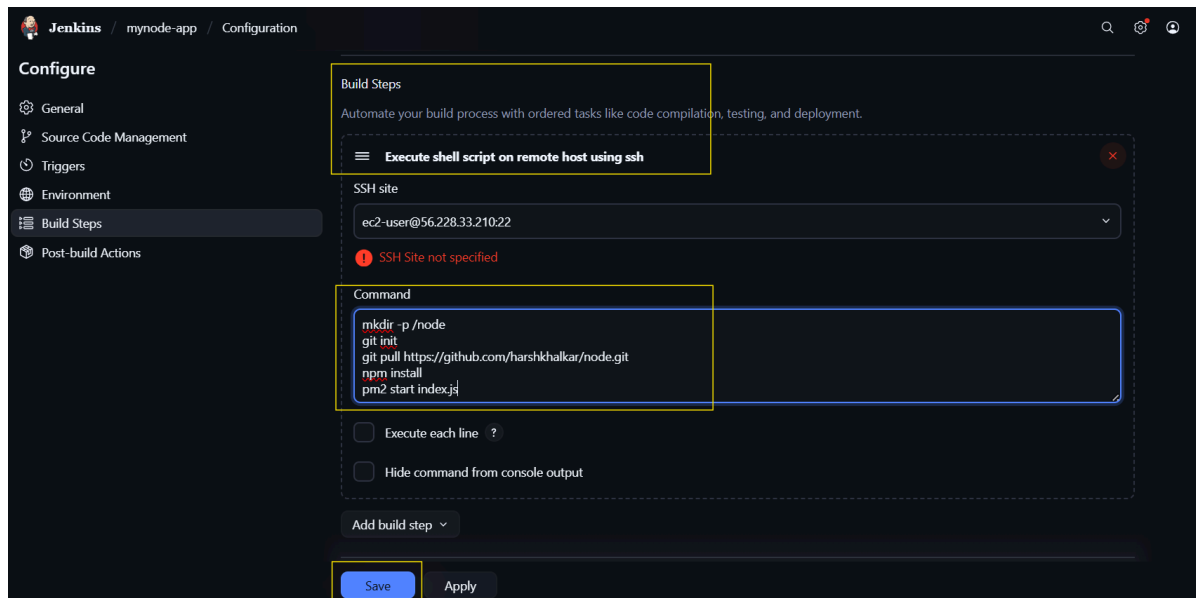 Jenkins / mynode-app / Configuration
Configure
General
Source Code Management
Triggers
Environment
Build Steps
Post-build Actions
Build Steps
Automate your build process with ordered tasks like code compilation, testing, and deployment.
Execute shell script on remote host using ssh
SSH site
ec2-user@56.228.33.210:22
SSH Site not specified
Command
mkdir -p /node
git init
git pull https://github.com/harshkhalkar/node.git
npm install
pm2 start index.js
Execute each line ?
Hide command from console output
Add build step
Save Apply